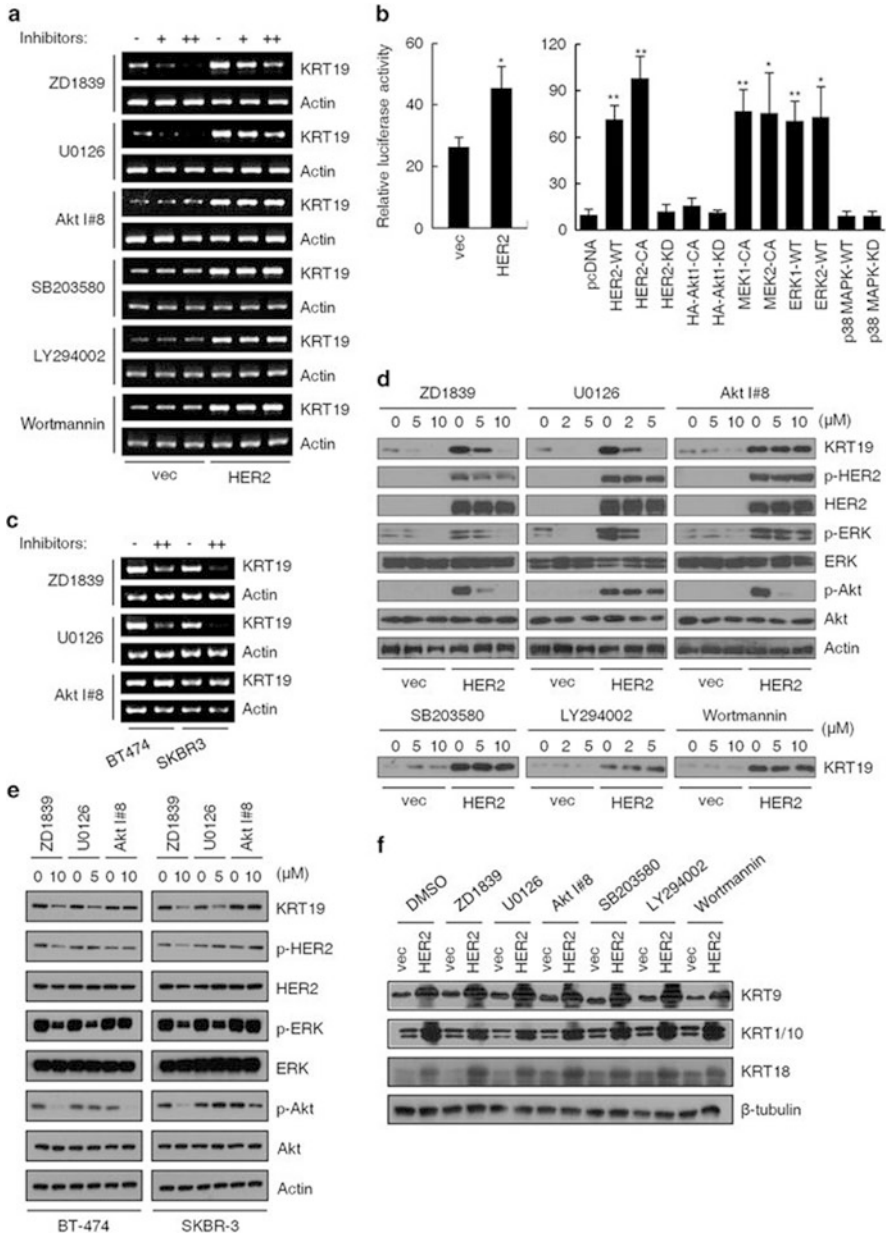 a
Inhibitors: - + ++ - + ++
ZD1839
KRT19
Actin
U0126
KRT19
Actin
Akt I#8
KRT19
Actin
SB203580
KRT19
Actin
LY294002
KRT19
Actin
Wortmannin
KRT19
Actin
vec HER2
b
Relative luciferase activity
60
40
20
0
vec
HER2
*
120
90
60
30
0
** ** ** * ** *
pcDNA
HER2-WT
HER2-CA
HER2-KD
HA-Akt1-CA
HA-Akt1-KD
MEK1-CA
MEK2-CA
ERK1-WT
ERK2-WT
p38 MAPK-WT
p38 MAPK-KD
c
Inhibitors: - ++ - ++
ZD1839
KRT19
Actin
U0126
KRT19
Actin
Akt I#8
KRT19
Actin
BT474 SKBR3
d
ZD1839 U0126 Akt I#8
0 5 10 0 5 10 0 2 5 0 2 5 0 5 10 0 5 10 (μM)
KRT19
p-HER2
HER2
p-ERK
ERK
p-Akt
Akt
Actin
vec HER2 vec HER2 vec HER2
SB203580 LY294002 Wortmannin
0 5 10 0 5 10 0 2 5 0 2 5 0 5 10 0 5 10 (μM)
KRT19
vec HER2 vec HER2 vec HER2
e
ZD1839 U0126 Akt I#8 ZD1839 U0126 Akt I#8
0 10 0 5 0 10 0 10 0 5 0 10 (μM)
KRT19
p-HER2
HER2
p-ERK
ERK
p-Akt
Akt
Actin
BT-474 SKBR-3
f
DMSO ZD1839 U0126 Akt I#8 SB203580 LY294002 Wortmannin
vec HER2 vec HER2 vec HER2 vec HER2 vec HER2 vec HER2 vec HER2
KRT9
KRT1/10
KRT18
β-tubulin